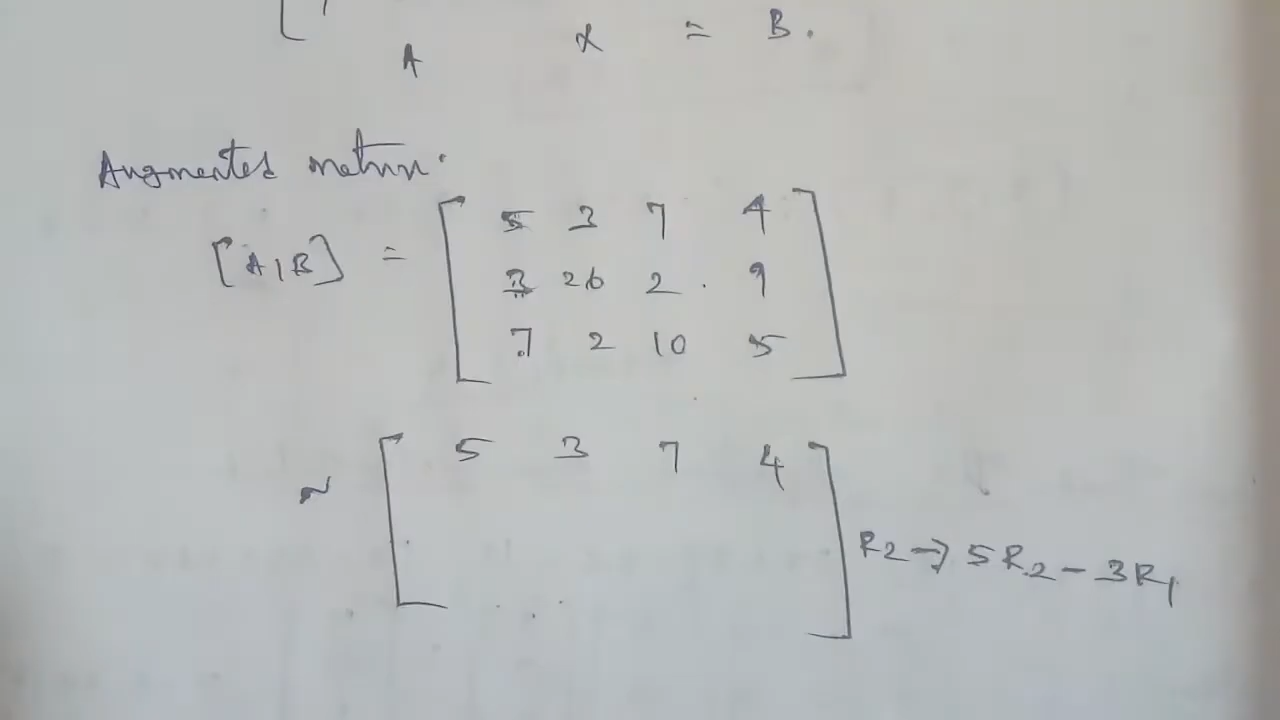 A X = B.
Augmented matrix.
[A|B] = [5 3 7 4
3 26 2 . 9
7 2 10 5]
~ [5 3 7 4]
R2 → 5R2 - 3R1